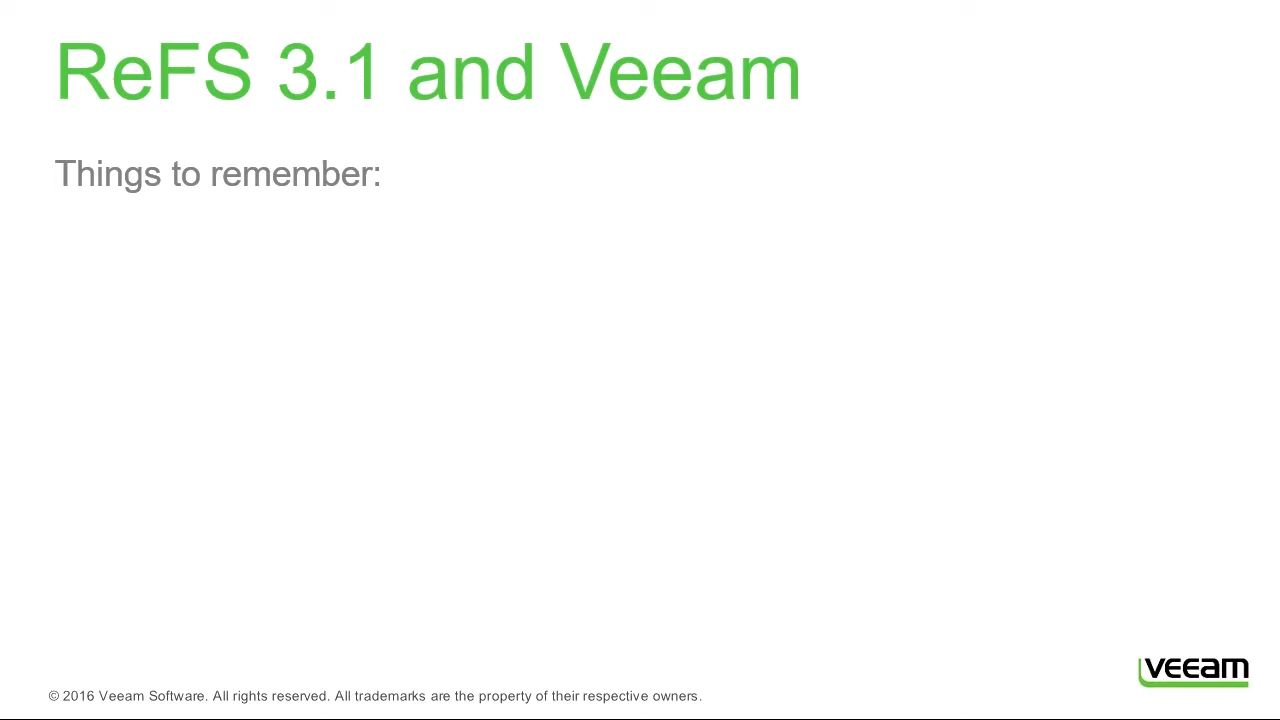 ReFS 3.1 and Veeam
Things to remember:
veeam
© 2016 Veeam Software. All rights reserved. All trademarks are the property of their respective owners.